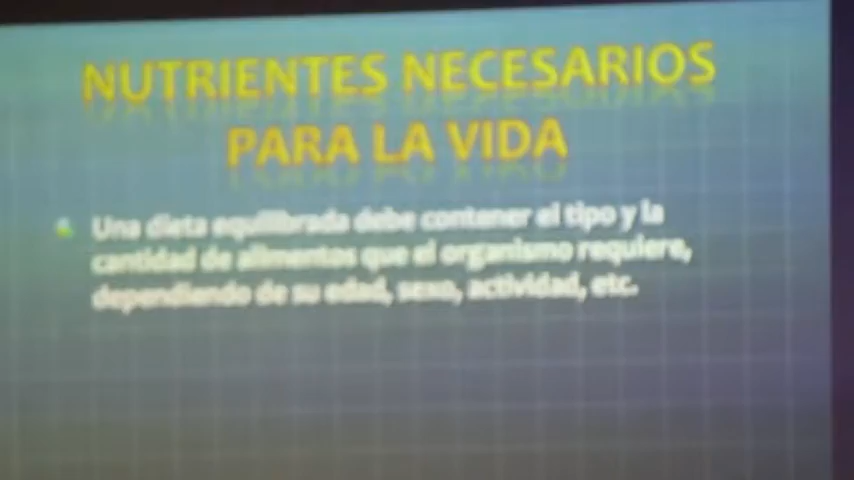 NUTRIENTES NECESARIOS
PARA LA VIDA
Una dieta equilibrada debe contener el tipo y la
cantidad de alimentos que el organismo requiere,
dependiendo de su edad, sexo, actividad, etc.